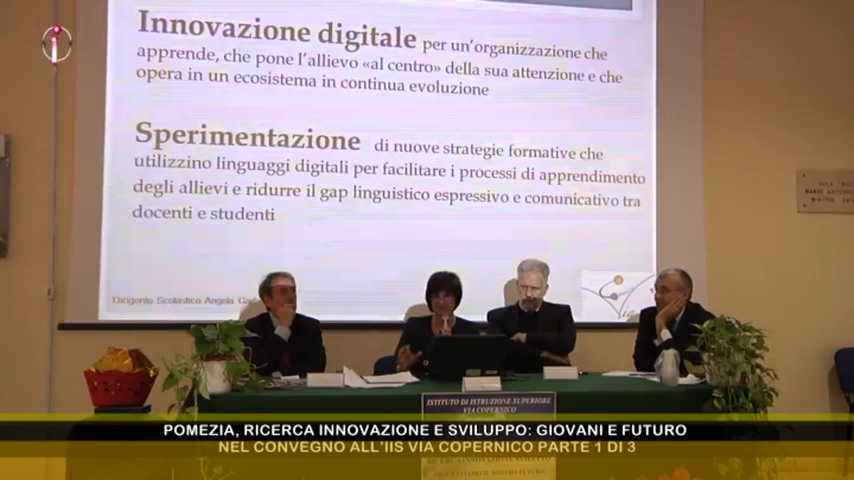 Innovazione digitale per un'organizzazione che
apprende, che pone l'allievo «al centro» della sua attenzione e che
opera in un ecosistema in continua evoluzione
Sperimentazione di nuove strategie formative che
utilizzino linguaggi digitali per facilitare i processi di apprendimento
degli allievi e ridurre il gap linguistico espressivo e comunicativo tra
docenti e studenti
Dirigente Scolastico Angela
ISTITUTO DI ISTRUZIONE SUPERIORE
VIA COPERNICO
POMEZIA, RICERCA INNOVAZIONE E SVILUPPO: GIOVANI E FUTURO
NEL CONVEGNO ALL'IIS VIA COPERNICO PARTE 1 DI 3